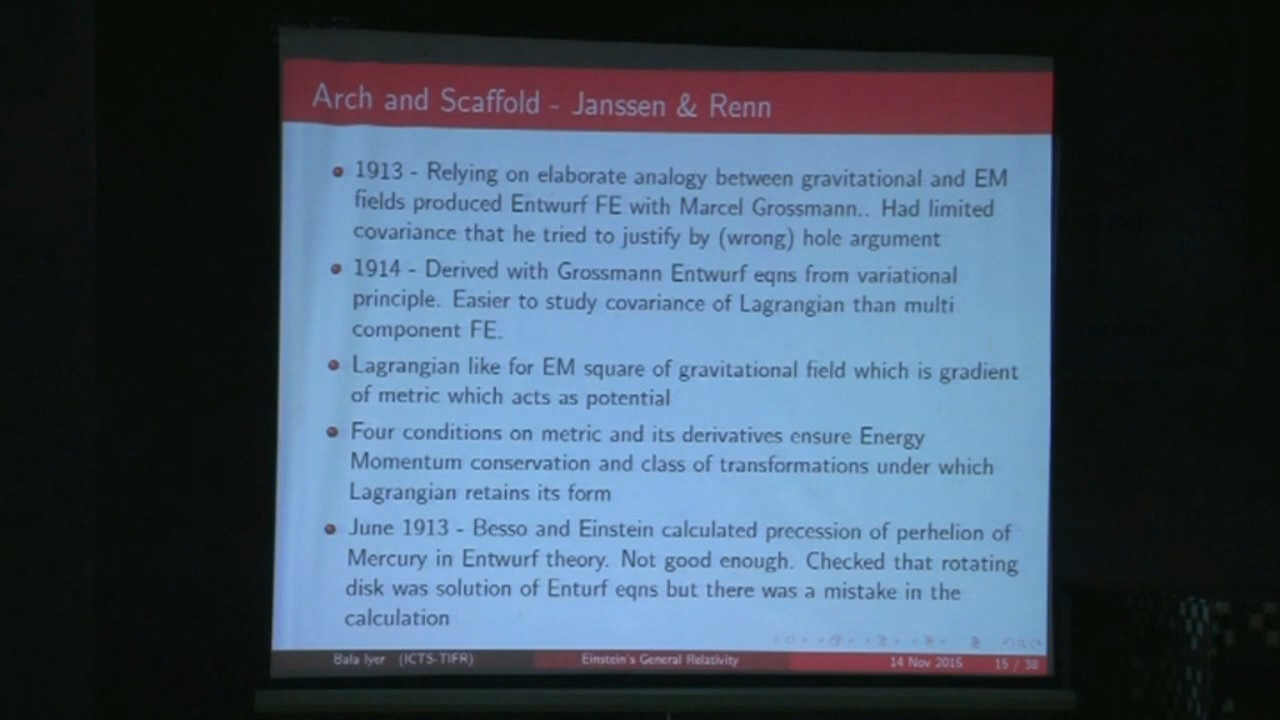 Arch and Scaffold - Janssen & Renn
1913 - Relying on elaborate analogy between gravitational and EM
fields produced Entwurf FE with Marcel Grossmann.. Had limited
covariance that he tried to justify by (wrong) hole argument
1914 - Derived with Grossmann Entwurf eqns from variational
principle. Easier to study covariance of Lagrangian than multi
component FE.
Lagrangian like for EM square of gravitational field which is gradient
of metric which acts as potential
Four conditions on metric and its derivatives ensure Energy
Momentum conservation and class of transformations under which
Lagrangian retains its form
June 1913 - Besso and Einstein calculated precession of perhelion of
Mercury in Entwurf theory. Not good enough. Checked that rotating
disk was solution of Enturf eqns but there was a mistake in the
calculation
Bala Iyer (ICTS-TIFR) Einstein's General Relativity 14 Nov 2015 15 / 38